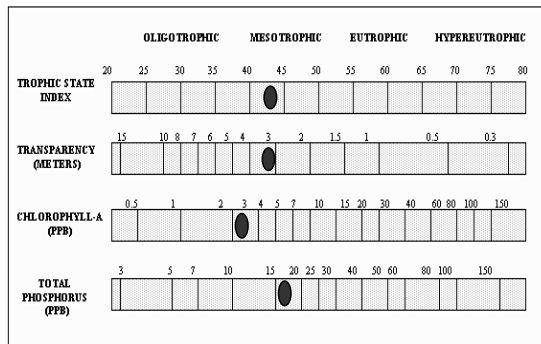 OLIGOTROPHIC MESOTROPHIC EUTROPHIC HYPEREUTROPHIC
20 25 30 35 40 45 50 55 60 65 70 75 80
TROPHIC STATE
INDEX
15 10 8 7 6 5 4 3 2 1.5 1 0.5 0.3
TRANSPARENCY
(METERS)
0.5 1 2 3 4 5 7 10 15 20 30 40 60 80 100 150
CHLOROPHYLL-A
(PPB)
3 5 7 10 15 20 25 30 40 50 60 80 100 150
TOTAL
PHOSPHORUS
(PPB)